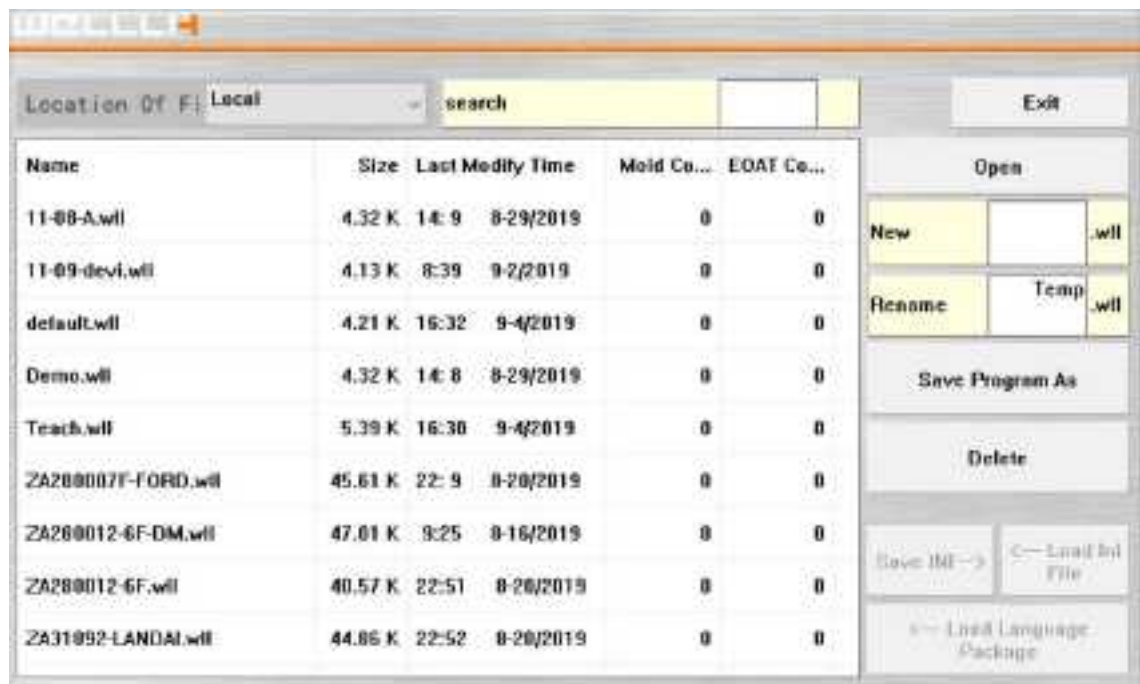 Location Of Fi Local search Exit
Name Size Last Modify Time Mold Co... EOAT Co... Open
11-08-A.wll 4.32 K 14: 9 8-29/2019 0 0
New .wll
11-09-devi.wll 4.13 K 8:39 9-2/2019 0 0
Rename Temp .wll
default.wll 4.21 K 16:32 9-4/2019 0 0
Demo.wll 4.32 K 14: 8 8-29/2019 0 0
Save Program As
Teach.wll 5.39 K 16:30 9-4/2019 0 0
Delete
ZA280007F-FORD.wll 45.61 K 22: 9 8-20/2019 0 0
ZA280012-6F-DM.wll 47.01 K 9:25 8-16/2019 0 0
Save INI--> <-- Load Ini File
ZA280012-6F.wll 40.57 K 22:51 8-20/2019 0 0
ZA31092-LANDAI.wll 44.86 K 22:52 8-20/2019 0 0
<-- Load Language
Package